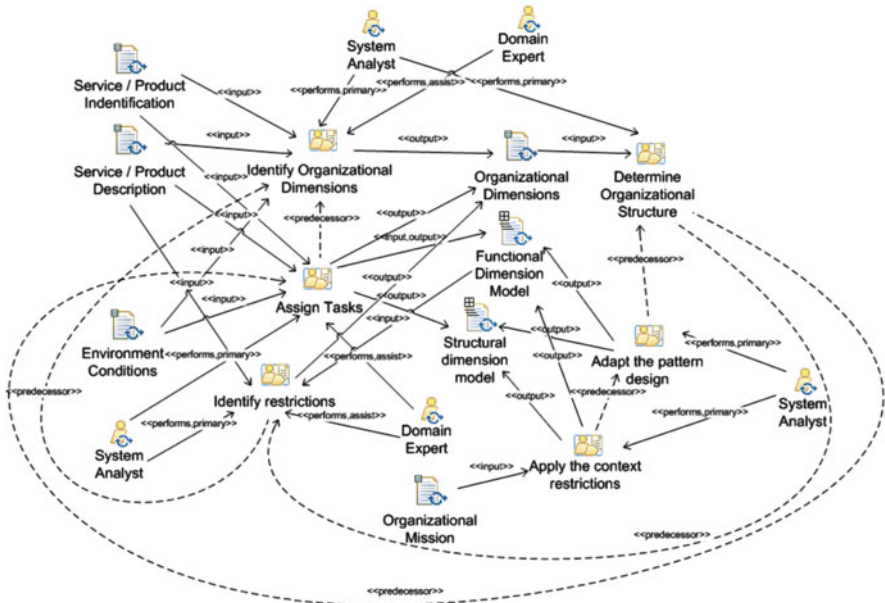 System
Analyst
Domain
Expert
Service / Product
Indentification
<<input>>
<<performs,primary>>
<<performs,assist>>
<<performs,primary>>
Service / Product
Description
<<input>>
Identify Organizational
Dimensions
<<output>>
Organizational
Dimensions
<<input>>
Determine
Organizational
Structure
<<input>>
<<input>>
<<predecessor>>
<<output>>
<<input,output>>
Functional
Dimension
Model
<<predecessor>>
<<input>>
<<input>>
<<input>>
Assign Tasks
<<output>>
<<output>>
<<output>>
Environment
Conditions
<<performs,primary>>
<<input>>
<<performs,assist>>
Structural
dimension
model
<<output>>
<<output>>
Adapt the pattern
design
<<performs,primary>>
<<predecessor>>
Identify restrictions
<<output>>
<<predecessor>>
System
Analyst
<<performs,primary>>
<<performs,assist>>
Domain
Expert
<<performs,primary>>
System
Analyst
<<input>>
Apply the context
restrictions
Organizational
Mission
<<predecessor>>
<<predecessor>>